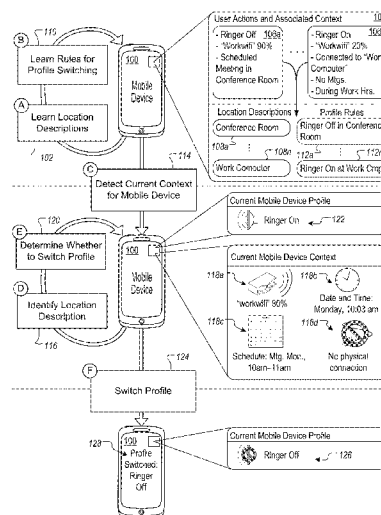 B
110
Learn Rules for
Profile Switching
A
Learn Location
Descriptions
102
100
Mobile
Device
User Actions and Associated Context
- Ringer Off
106a
- "Workwifi" 90%
- Scheduled
Meeting in
Conference Room
- Ringer On
- "Workwifi" 20%
- Connected to "Work
Computer"
- No Mtgs.
- During Work Hrs.
Location Descriptions
Profile Rules
Conference Room
Ringer Off in Conference
Room
108a
108n
112a
Work Computer
Ringer On at Work
C
114
Detect Current Context
for Mobile Device
120
E
Determine Whether
to Switch Profile
D
Identify Location
Description
116
100
Mobile
Device
Current Mobile Device Profile
Ringer On
122
Current Mobile Device Context
118a
118b
"workwifi" 80%
Date and Time:
Monday, 10:03 am
118c
118d
Schedule: Mtg. Mon.,
10am-11am
No physical
connection
F
124
Switch Profile
128
100
Profile
Switched:
Ringer
Off
Current Mobile Device Profile
Ringer Off
126